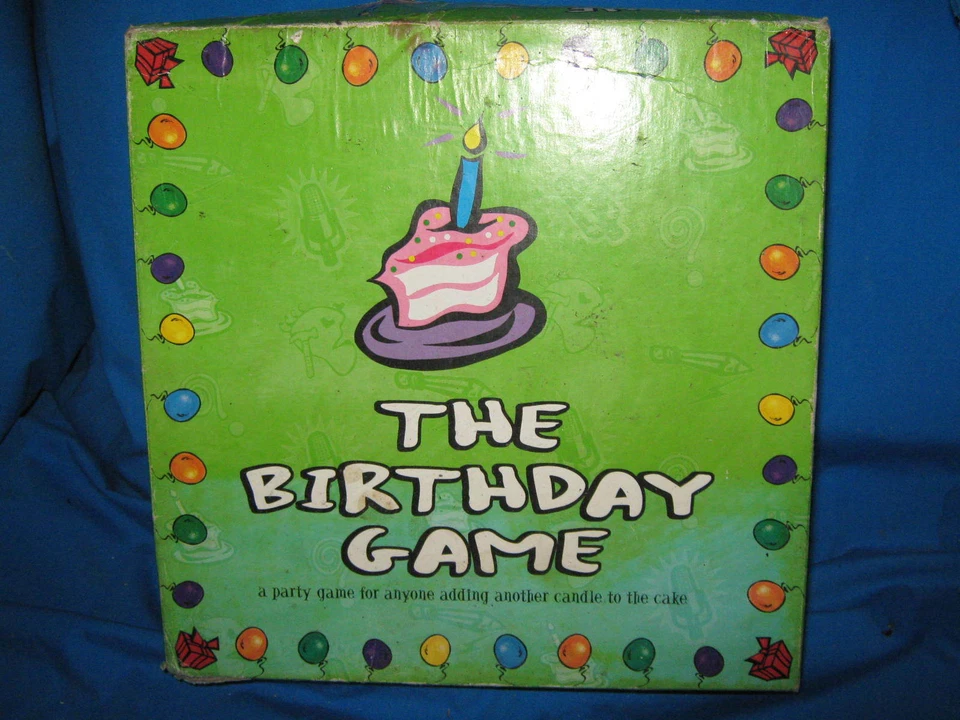 THE
BIRTHDAY
GAME
a party game for anyone adding another candle to the cake